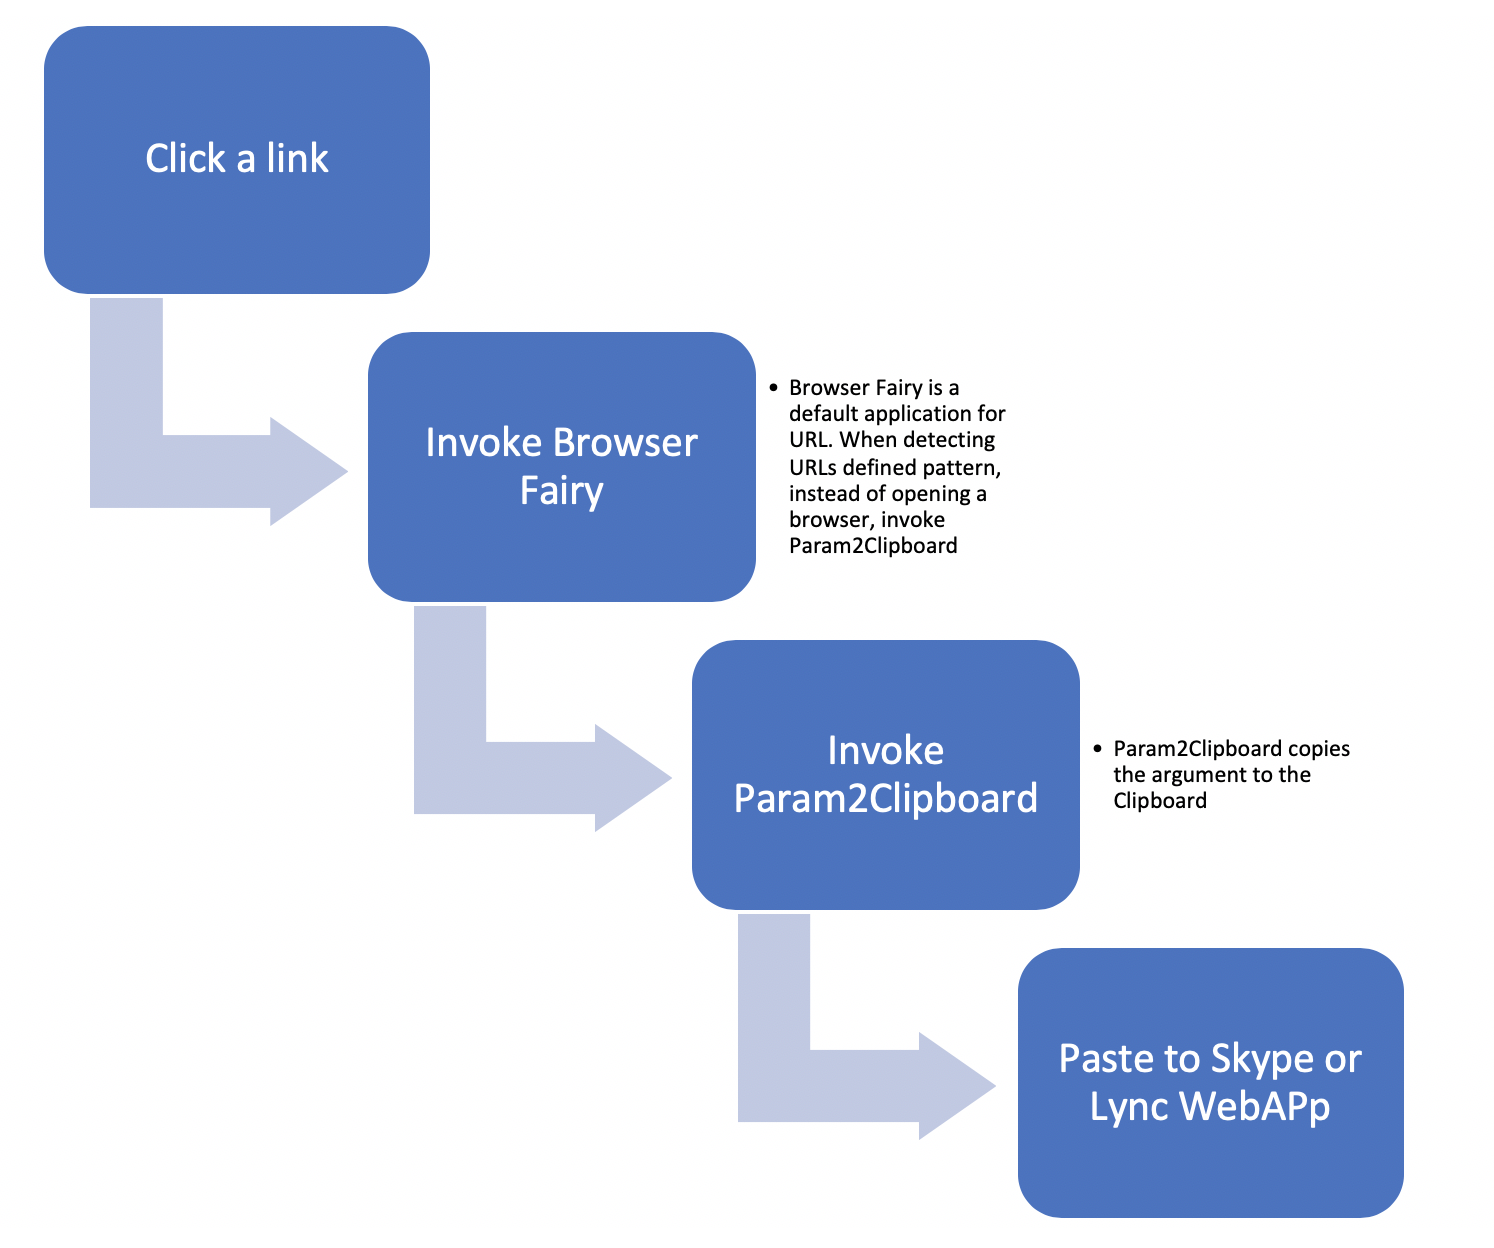 Click a link
Invoke Browser
Fairy
• Browser Fairy is a
default application for
URL. When detecting
URLs defined pattern,
instead of opening a
browser, invoke
Param2Clipboard
Invoke
Param2Clipboard
• Param2Clipboard copies
the argument to the
Clipboard
Paste to Skype or
Lync WebAPp